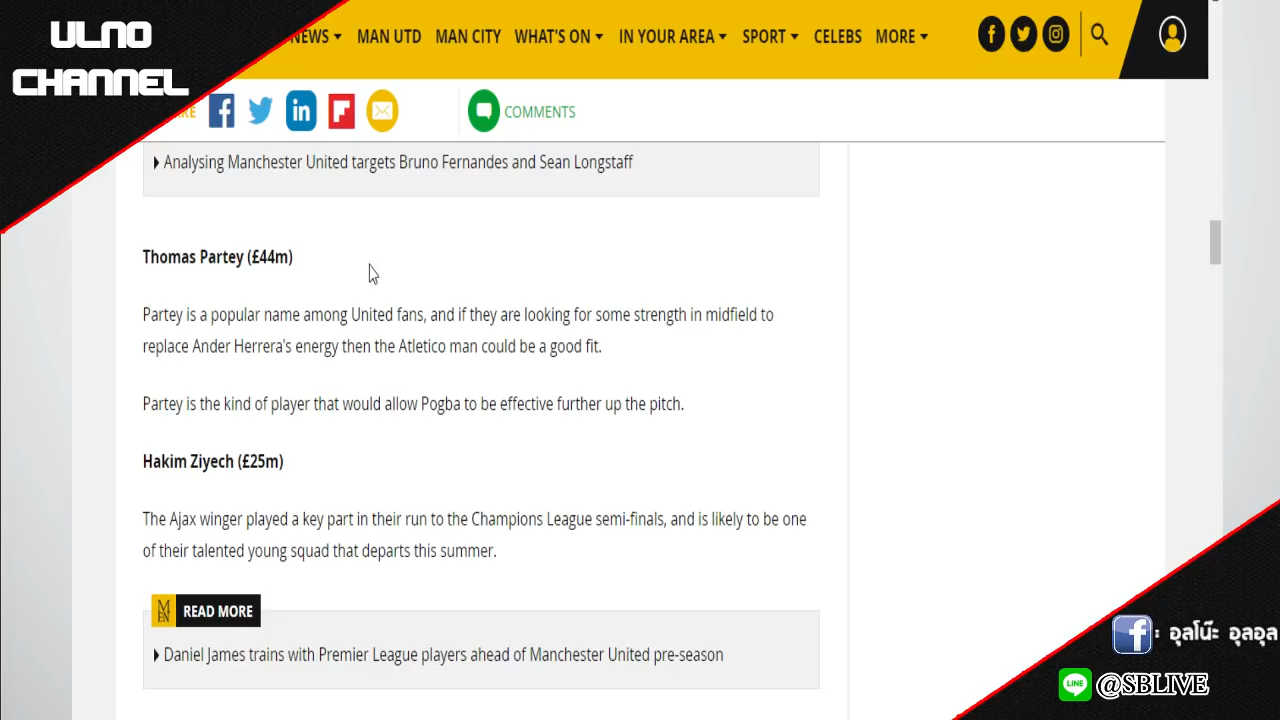 ULNO
CHANNEL
NEWS MAN UTD MAN CITY WHAT'S ON IN YOUR AREA SPORT CELEBS MORE
COMMENTS
Analysing Manchester United targets Bruno Fernandes and Sean Longstaff
Thomas Partey (£44m)
Partey is a popular name among United fans, and if they are looking for some strength in midfield to
replace Ander Herrera's energy then the Atletico man could be a good fit.
Partey is the kind of player that would allow Pogba to be effective further up the pitch.
Hakim Ziyech (£25m)
The Ajax winger played a key part in their run to the Champions League semi-finals, and is likely to be one
of their talented young squad that departs this summer.
M
EN
READ MORE
Daniel James trains with Premier League players ahead of Manchester United pre-season
: อุลโน๊ะ อุลอุล
LINE @SBLIVE